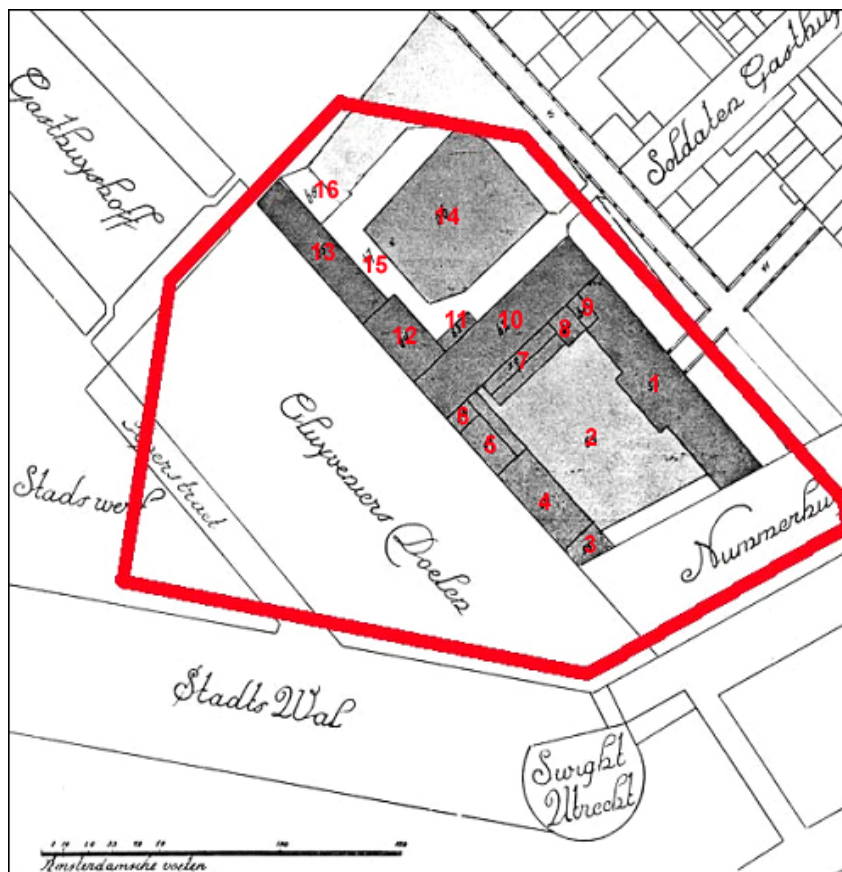 Gasthuyshoff
Soldaten Gasthuy
16
14
13
15
11
10
12
9
8
7
1
6
5
2
4
3
Cluyveniers Doelen
Stads werf
Nummerhuy
Stadts Wal
Swight
Utrecht
Amsterdamsche voeten